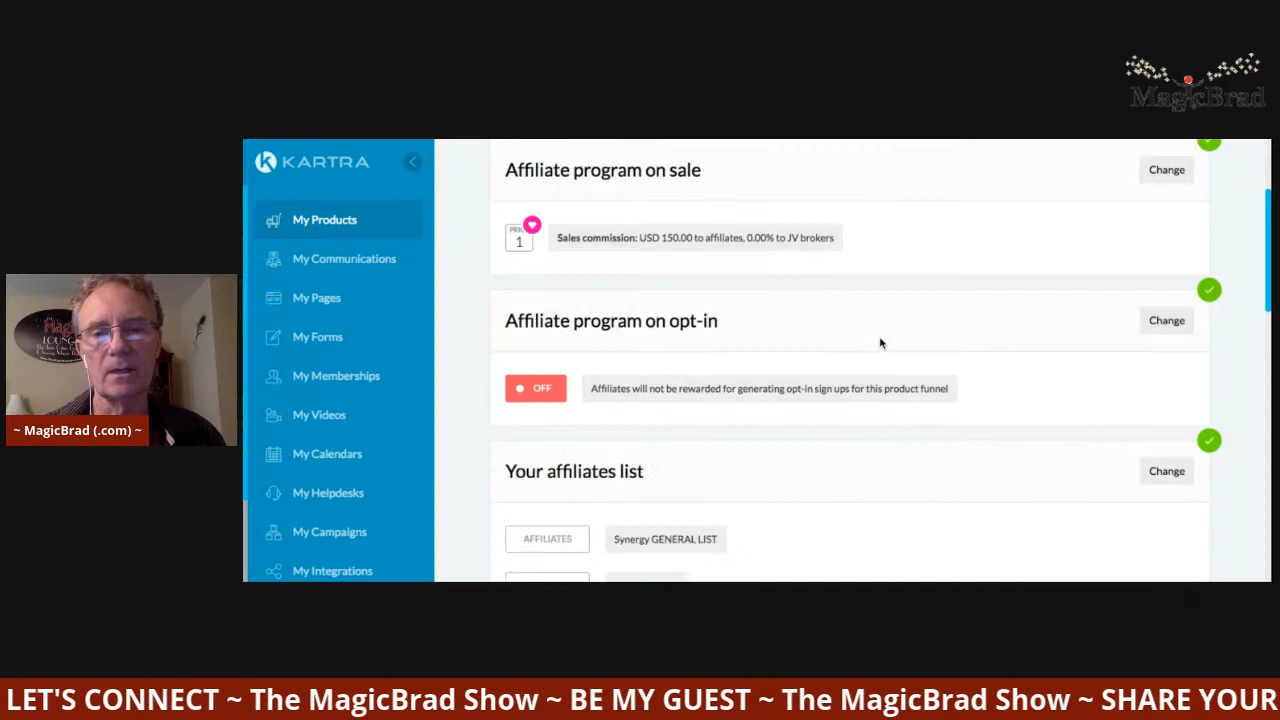 MagicBrad
KARTRA
My Products
My Communications
My Pages
My Forms
My Memberships
My Videos
My Calendars
My Helpdesks
My Campaigns
My Integrations
Affiliate program on sale
Change
1
Sales commission: USD 150.00 to affiliates, 0.00% to JV brokers
Affiliate program on opt-in
Change
OFF
Affiliates will not be rewarded for generating opt-in sign ups for this product funnel
Your affiliates list
Change
AFFILIATES
Synergy GENERAL LIST
LOUNGE
~ MagicBrad (.com) ~
LET'S CONNECT ~ The MagicBrad Show ~ BE MY GUEST ~ The MagicBrad Show ~ SHARE YOUR